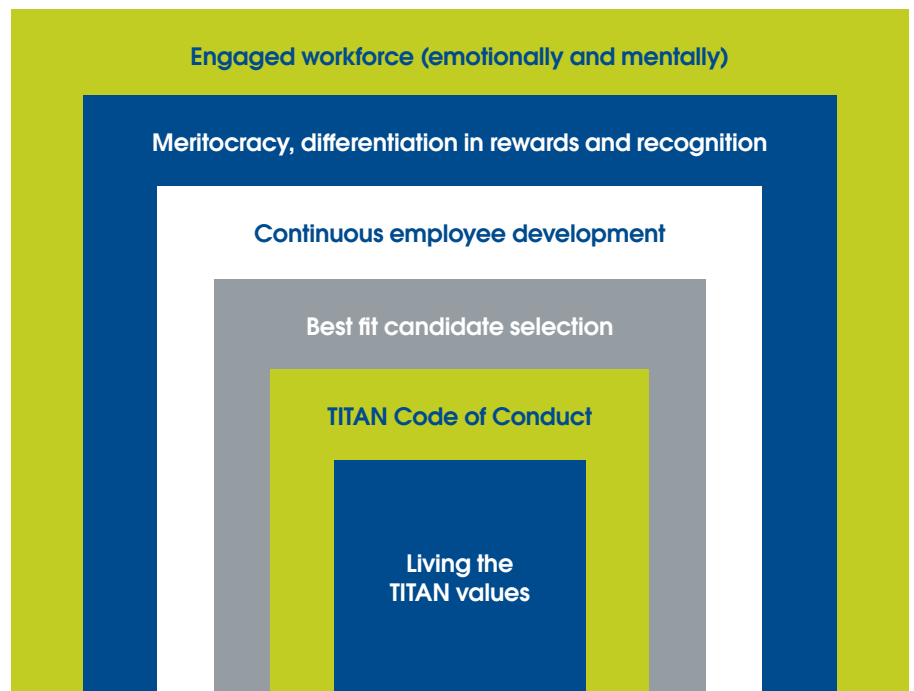 Engaged workforce (emotionally and mentally)
Meritocracy, differentiation in rewards and recognition
Continuous employee development
Best fit candidate selection
TITAN Code of Conduct
Living the
TITAN values